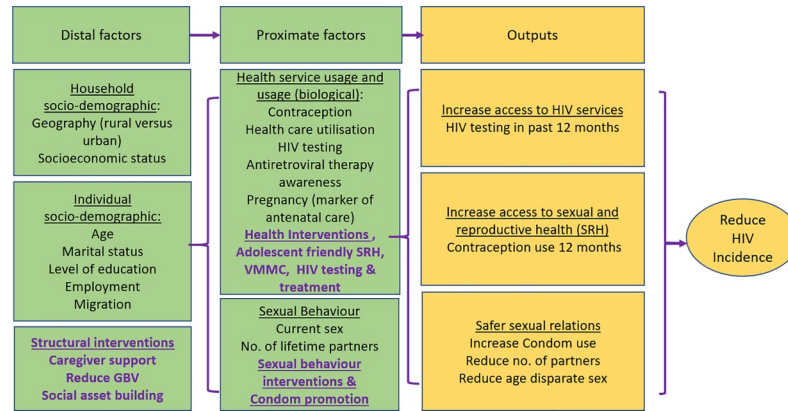 Distal factors
Proximate factors
Outputs
Household
socio-demographic:
Geography (rural versus
urban)
Socioeconomic status
Individual
socio-demographic:
Age
Marital status
Level of education
Employment
Migration
Structural interventions
Caregiver support
Reduce GBV
Social asset building
Health service usage and
usage (biological):
Contraception
Health care utilisation
HIV testing
Antiretroviral therapy
awareness
Pregnancy (marker of
antenatal care)
Health Interventions ,
Adolescent friendly SRH,
VMMC, HIV testing &
treatment
Sexual Behaviour
Current sex
No. of lifetime partners
Sexual behaviour
interventions &
Condom promotion
Increase access to HIV services
HIV testing in past 12 months
Increase access to sexual and
reproductive health (SRH)
Contraception use 12 months
Safer sexual relations
Increase Condom use
Reduce no. of partners
Reduce age disparate sex
Reduce
HIV
Incidence